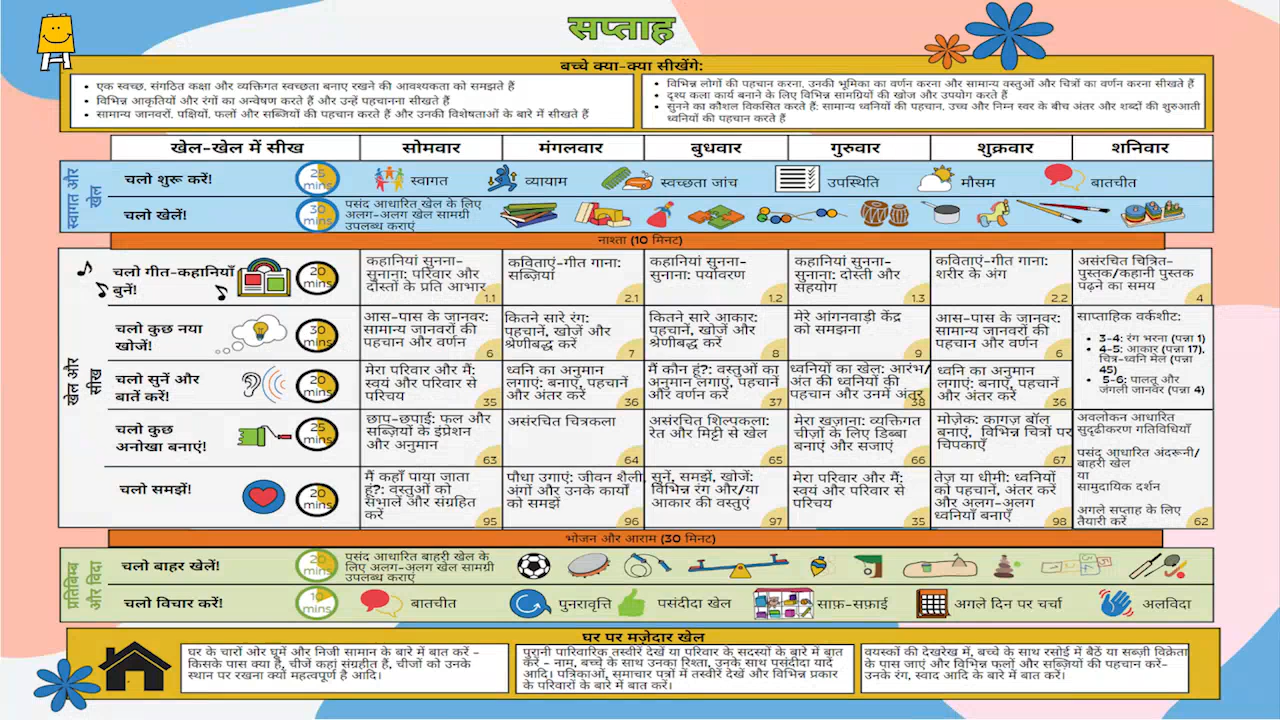 सप्ताह
बच्चे क्या-क्या सीखेंगे:
• एक स्वच्छ, संगठित कक्षा और व्यक्तिगत स्वच्छता बनाए रखने की आवश्यकता को समझते हैं
• विभिन्न आकृतियों और रंगों का अन्वेषण करते हैं और उन्हें पहचानना सीखते हैं
• सामान्य जानवरों, पक्षियों, फलों और सब्जियों की पहचान करते हैं और उनकी विशेषताओं के बारे में सीखते हैं
• विभिन्न लोगों की पहचान करना, उनकी भूमिका का वर्णन करना और सामान्य वस्तुओं और चित्रों का वर्णन करना सीखते हैं
• दृश्य कला कार्य बनाने के लिए विभिन्न सामग्रियों की खोज और उपयोग करते हैं
• सुनने का कौशल विकसित करते हैं: सामान्य ध्वनियों की पहचान, उच्च और निम्न स्वर के बीच अंतर और शब्दों की शुरुआती
ध्वनियों की पहचान करते हैं
खेल-खेल में सीख सोमवार मंगलवार बुधवार गुरुवार शुक्रवार शनिवार
स्वागत और
खेल
चलो शुरू करें! 25 mins स्वागत व्यायाम स्वच्छता जांच उपस्थिति मौसम बातचीत
चलो खेलें! 30 mins
पसंद आधारित खेल के लिए
अलग-अलग खेल सामग्री
उपलब्ध कराएं
नाश्ता (10 मिनट)
खेल और
सीख
चलो गीत-कहानियाँ
बुनें!
20 mins
कहानियां सुनना-
सुनाना: परिवार और
दोस्तों के प्रति आभार
1.1
कविताएं-गीत गाना:
सब्ज़ियां
2.1
कहानियां सुनना-
सुनाना: पर्यावरण
1.2
कहानियां सुनना-
सुनाना: दोस्ती और
सहयोग
1.3
कविताएं-गीत गाना:
शरीर के अंग
2.2
असंरचित चित्रित-
पुस्तक/कहानी पुस्तक
पढ़ने का समय
4
चलो कुछ नया
खोजें!
30 mins
आस-पास के जानवर:
सामान्य जानवरों की
पहचान और वर्णन
6
कितने सारे रंग:
पहचानें, खोजें और
श्रेणीबद्ध करें
7
कितने सारे आकार:
पहचानें, खोजें और
श्रेणीबद्ध करें
8
मेरे आंगनवाड़ी केंद्र
को समझना
9
आस-पास के जानवर:
सामान्य जानवरों की
पहचान और वर्णन
6
साप्ताहिक वर्कशीट:
• 3-4: रंग भरना (पन्ना 1)
• 4-5: आकार (पन्ना 17),
चित्र-ध्वनि मेल (पन्ना
45)
• 5-6: पालतू और
जंगली जानवर (पन्ना 4)
36
चलो सुनें और
बातें करें!
20 mins
मेरा परिवार और मैं:
स्वयं और परिवार से
परिचय
35
ध्वनि का अनुमान
लगाएं: बनाएं, पहचानें
और अंतर करें
36
मैं कौन हूं?: वस्तुओं का
अनुमान लगाएं, पहचानें
और वर्णन करें
37
ध्वनियों का खेल: आरंभ/
अंत की ध्वनियों की
पहचान और उनमें अंतर
38
ध्वनि का अनुमान
लगाएं: बनाएं, पहचानें
और अंतर करें
चलो कुछ
अनोखा बनाएं!
25 mins
छाप-छपाई: फल और
सब्ज़ियों के इंप्रेशन
और अनुमान
63
असंरचित चित्रकला
64
असंरचित शिल्पकला:
रेत और मिट्टी से खेल
65
मेरा खज़ाना: व्यक्तिगत
चीज़ों के लिए डिब्बा
बनाएं और सजाएं
66
मोज़ेक: कागज़ बॉल
बनाएं, विभिन्न चित्रों पर
चिपकाएँ
67
अवलोकन आधारित
सुदृढीकरण गतिविधियाँ
पसंद आधारित अंदरूनी/
बाहरी खेल
या
सामुदायिक दर्शन
अगले सप्ताह के लिए
तैयारी करें
62
चलो समझें!
20 mins
मैं कहाँ पाया जाता
हूं?: वस्तुओं को
संभालें और संग्रहित
करें
95
पौधा उगाएं: जीवन शैली,
अंगों और उनके कार्यों
को समझें
96
सुनें, समझें, खोजें:
विभिन्न रंग और/या
आकार की वस्तुएं
97
मेरा परिवार और मैं:
स्वयं और परिवार से
परिचय
35
तेज़ या धीमी: ध्वनियों
को पहचानें, अंतर करें
और अलग-अलग
ध्वनियाँ बनाएँ
98
भोजन और आराम (30 मिनट)
प्रतिबिम्ब
और विदा
चलो बाहर खेलें! 20 mins
पसंद आधारित बाहरी खेल के
लिए अलग-अलग खेल सामग्री
उपलब्ध कराएं
चलो विचार करें! 10 mins बातचीत पुनरावृत्ति पसंदीदा खेल साफ़-सफ़ाई अगले दिन पर चर्चा अलविदा
घर पर मज़ेदार खेल
घर के चारों ओर घूमें और निजी सामान के बारे में बात करें -
किसके पास क्या है, चीजें कहां संग्रहीत हैं, चीजों को उनके
स्थान पर रखना क्यों महत्वपूर्ण है आदि।
पुरानी पारिवारिक तस्वीरें देखें या परिवार के सदस्यों के बारे में बात
करें - नाम, बच्चे के साथ उनका रिश्ता, उनके साथ पसंदीदा यादें
आदि। पत्रिकाओं, समाचार पत्रों में तस्वीरें देखें और विभिन्न प्रकार
के परिवारों के बारे में बात करें।
वयस्कों की देखरेख में, बच्चे के साथ रसोई में बैठें या सब्ज़ी विक्रेता
के पास जाएं और विभिन्न फलों और सब्ज़ियों की पहचान करें-
उनके रंग, स्वाद आदि के बारे में बात करें।